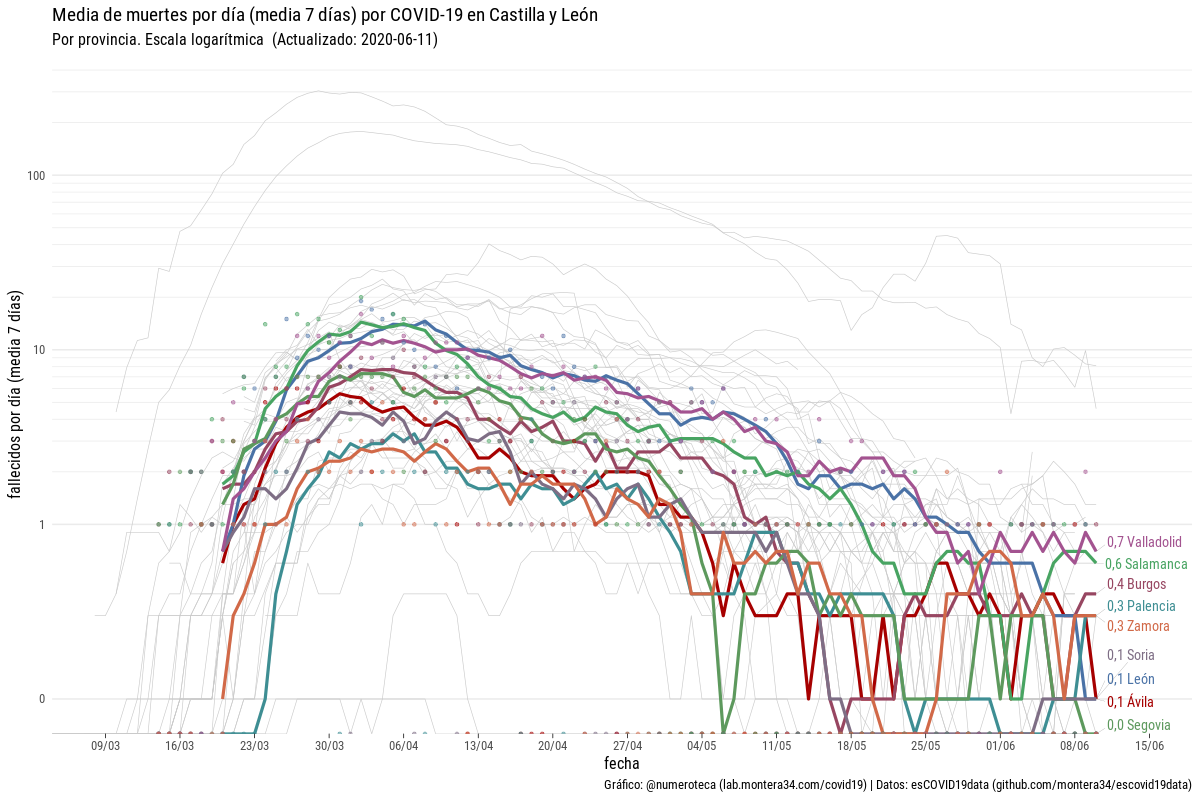 Media de muertes por día (media 7 días) por COVID-19 en Castilla y León
Por provincia. Escala logarítmica (Actualizado: 2020-06-11)
fallecidos por día (media 7 días)
100
10
1
0
0,7 Valladolid
0,6 Salamanca
0,4 Burgos
0,3 Palencia
0,3 Zamora
0,1 Soria
0,1 León
0,1 Ávila
0,0 Segovia
09/03 16/03 23/03 30/03 06/04 13/04 20/04 27/04 04/05 11/05 18/05 25/05 01/06 08/06 15/06
fecha
Gráfico: @numeroteca (lab.montera34.com/covid19) | Datos: esCOVID19data (github.com/montera34/escovid19data)